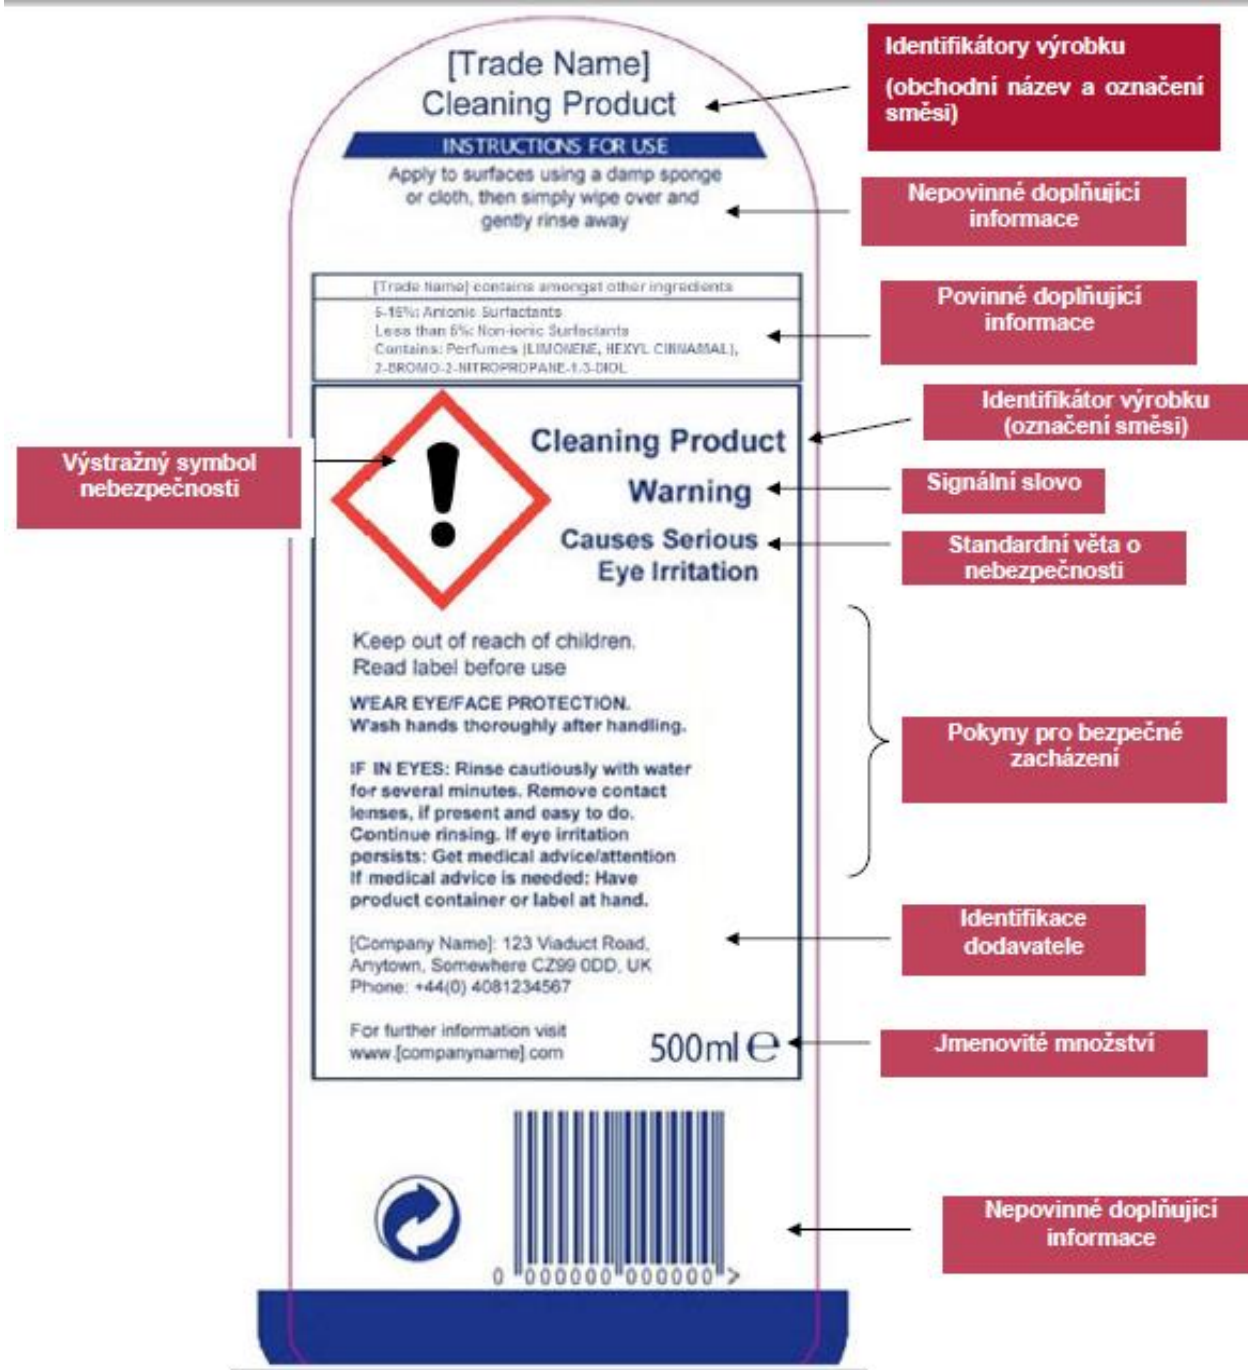 [Trade Name]
Cleaning Product
Identifikátory výrobku
(obchodní název a označení
směsi)
INSTRUCTIONS FOR USE
Apply to surfaces using a damp sponge
or cloth, then simply wipe over and
gently rinse away
Nepovinné doplňující
informace
[Trade Name] contains amongst other ingredients
5-15%: Anionic Surfactants
Less than 5%: Non-ionic Surfactants
Contains: Perfumes (LIMONENE, HEXYL CINNAMAL),
2-BROMO-2-NITROPROPANE-1,3-DIOL
Povinné doplňující
informace
Výstražný symbol
nebezpečnosti
Cleaning Product
Identifikátor výrobku
(označení směsi)
Warning
Signální slovo
Causes Serious
Eye Irritation
Standardní věta o
nebezpečnosti
Keep out of reach of children.
Read label before use
WEAR EYE/FACE PROTECTION.
Wash hands thoroughly after handling.
IF IN EYES: Rinse cautiously with water
for several minutes. Remove contact
lenses, if present and easy to do.
Continue rinsing. If eye irritation
persists: Get medical advice/attention
If medical advice is needed: Have
product container or label at hand.
Pokyny pro bezpečné
zacházení
[Company Name]: 123 Viaduct Road,
Anytown, Somewhere CZ99 0DD, UK
Phone: +44(0) 4081234567
Identifikace
dodavatele
For further information visit
www.[companyname].com
500ml ℮
Jmenovité množství
0 000000 000000 >
Nepovinné doplňující
informace